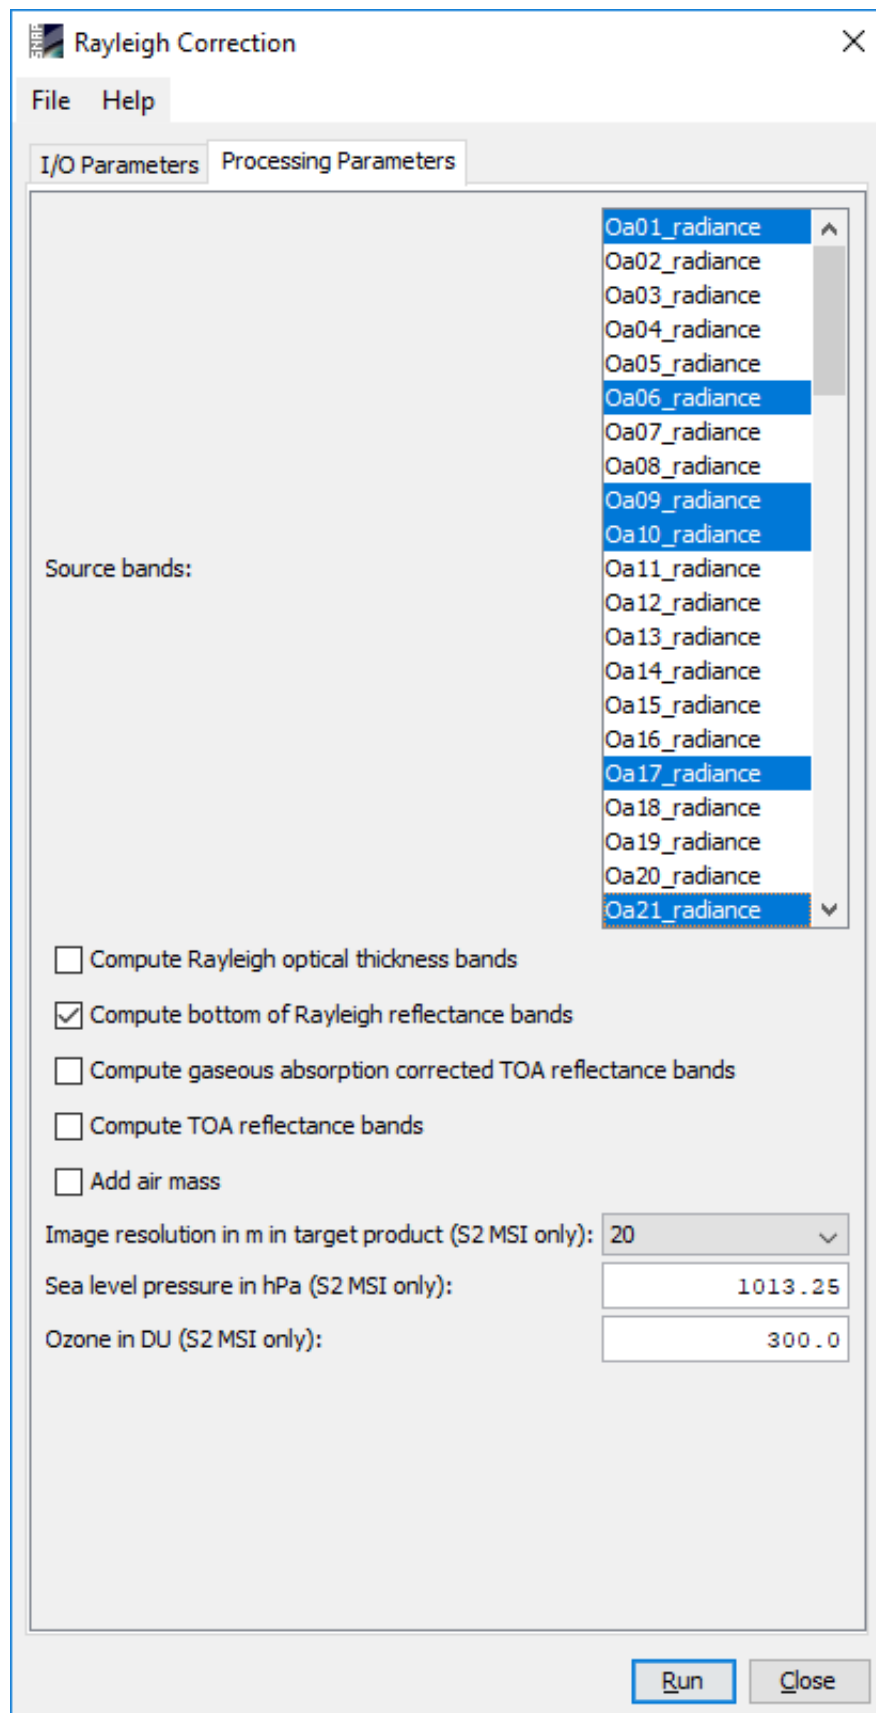 SNAP Rayleigh Correction
File Help
I/O Parameters Processing Parameters
Oa01_radiance
Oa02_radiance
Oa03_radiance
Oa04_radiance
Oa05_radiance
Oa06_radiance
Oa07_radiance
Oa08_radiance
Oa09_radiance
Oa10_radiance
Source bands: Oa11_radiance
Oa12_radiance
Oa13_radiance
Oa14_radiance
Oa15_radiance
Oa16_radiance
Oa17_radiance
Oa18_radiance
Oa19_radiance
Oa20_radiance
Oa21_radiance
Compute Rayleigh optical thickness bands
Compute bottom of Rayleigh reflectance bands
Compute gaseous absorption corrected TOA reflectance bands
Compute TOA reflectance bands
Add air mass
Image resolution in m in target product (S2 MSI only): 20
Sea level pressure in hPa (S2 MSI only): 1013.25
Ozone in DU (S2 MSI only): 300.0
Run Close